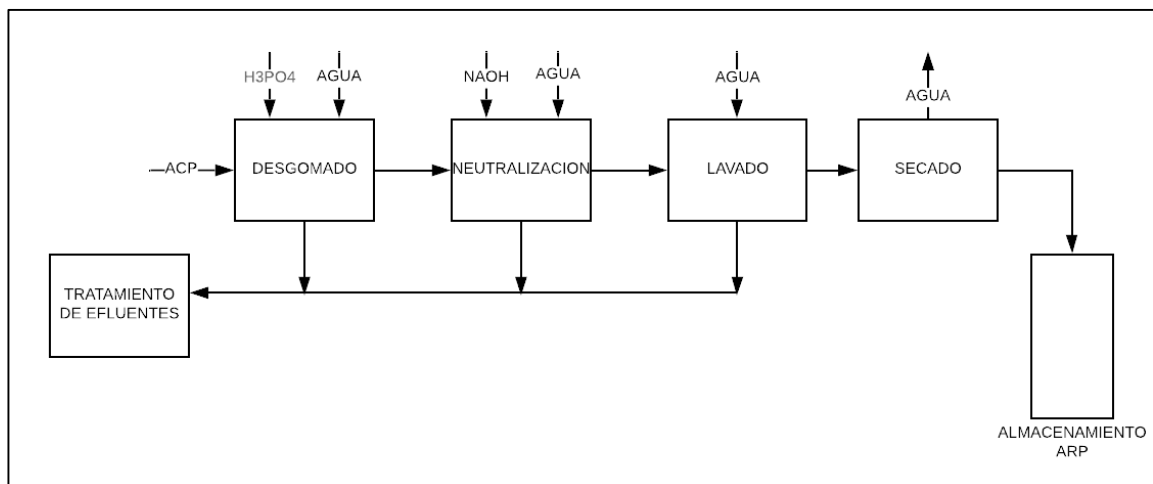 H3PO4
AGUA
NAOH
AGUA
AGUA
AGUA
ACP
DESGOMADO
NEUTRALIZACION
LAVADO
SECADO
TRATAMIENTO
DE EFLUENTES
ALMACENAMIENTO
ARP